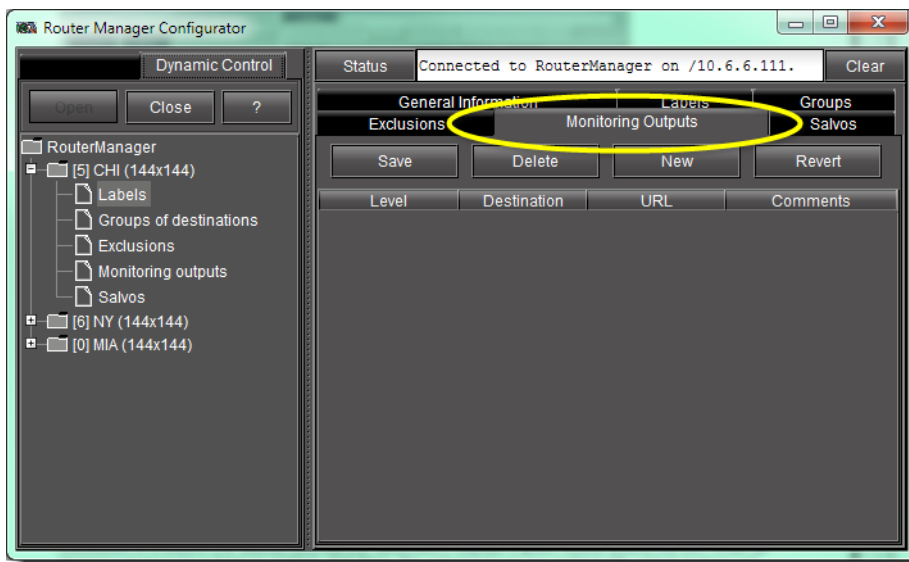 Router Manager Configurator
Dynamic Control
Open Close ?
RouterManager
[5] CHI (144x144)
Labels
Groups of destinations
Exclusions
Monitoring outputs
Salvos
[6] NY (144x144)
[0] MIA (144x144)
Status Connected to RouterManager on /10.6.6.111. Clear
General Information Labels Groups
Exclusions Monitoring Outputs Salvos
Save Delete New Revert
Level Destination URL Comments